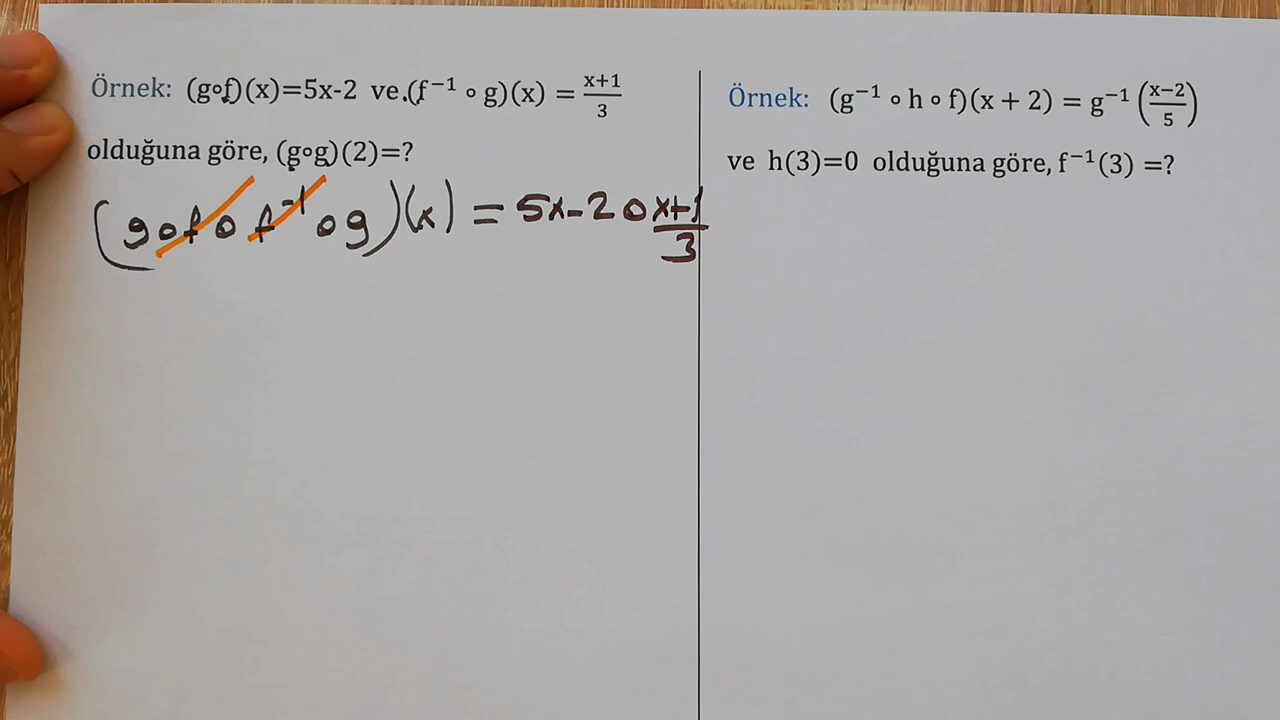 Örnek: (g∘f)(x)=5x-2 ve (f⁻¹ ∘ g)(x) = x+1/3
olduğuna göre, (g∘g)(2)=?
(g o f o f⁻¹ o g)(x) = 5x-2 o x+1/3
Örnek: (g⁻¹ ∘ h ∘ f)(x + 2) = g⁻¹ (x−2/5)
ve h(3)=0 olduğuna göre, f⁻¹(3) =?